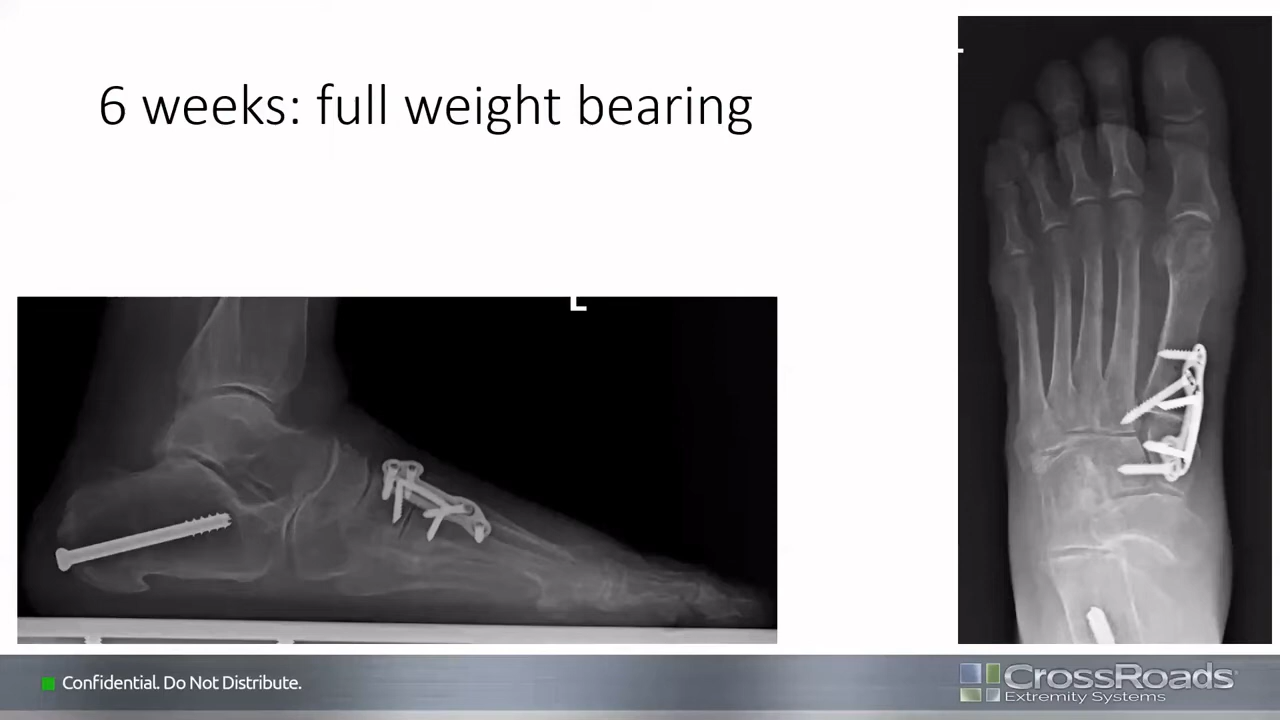 6 weeks: full weight bearing
L
Confidential. Do Not Distribute.
CrossRoads
Extremity Systems